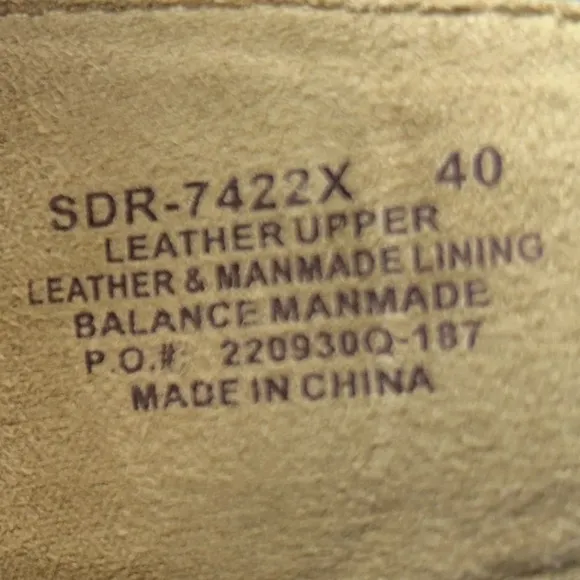 SDR-7422X 40
LEATHER UPPER
LEATHER & MANMADE LINING
BALANCE MANMADE
P.O.#: 220930Q-187
MADE IN CHINA